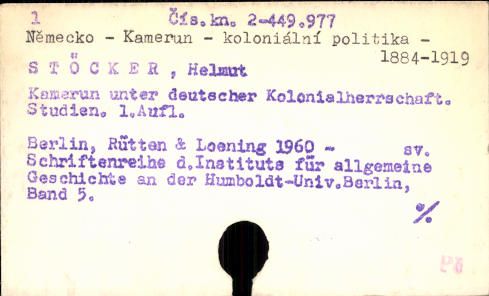 1 Čís.kn. 2-449.977
Německo - Kamerun - koloniální politika -
1884-1919
STÖCKER, Helmut
Kamerun unter deutscher Kolonialherrschaft.
Studien. 1.Aufl.
Berlin, Rütten & Loening 1960 - sv.
Schriftenreihe d.Instituts für allgemeine
Geschichte an der Humboldt-Univ.Berlin,
Band 5.
%